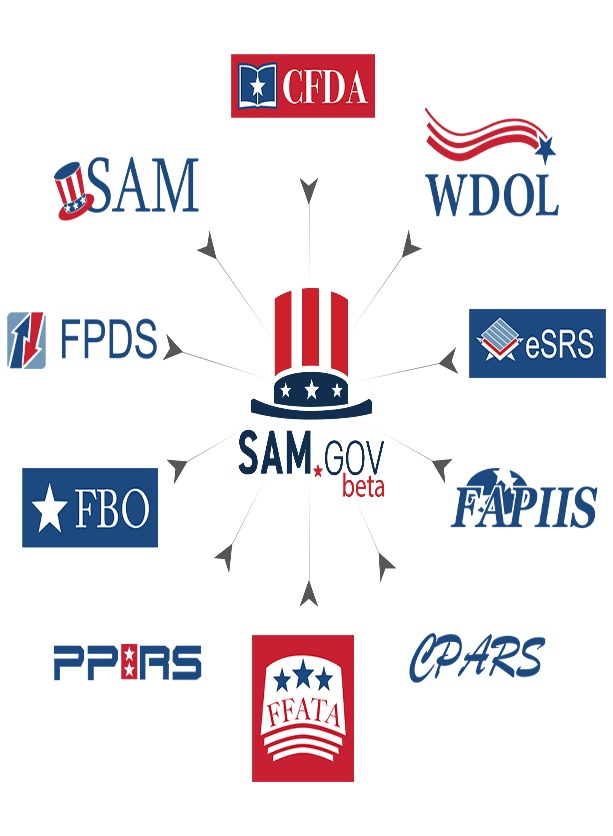 CFDA
SAM
WDOL
FPDS
eSRS
SAM.GOV
beta
FBO
FAPIIS
PPIRS
CPARS
FFATA